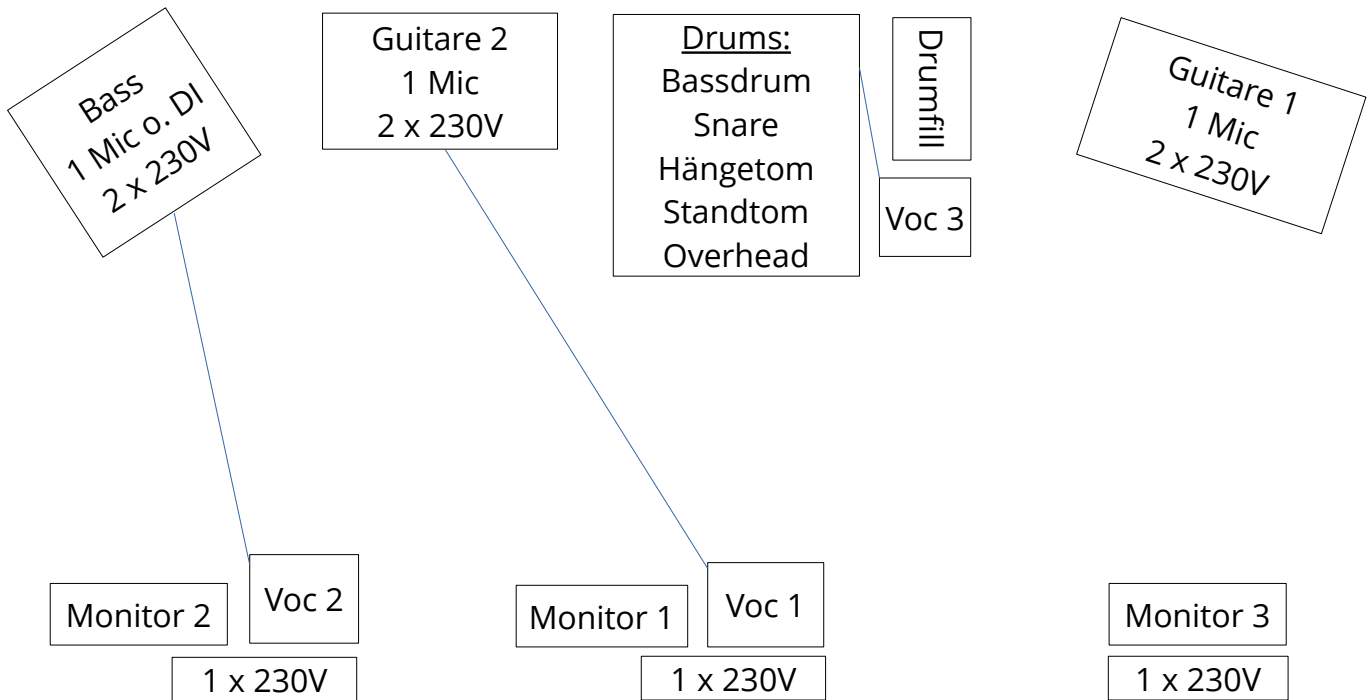 Bass
1 Mic o. DI
2 x 230V
Guitare 2
1 Mic
2 x 230V
Drums:
Bassdrum
Snare
Hängetom
Standtom
Overhead
Drumfill
Voc 3
Guitare 1
1 Mic
2 x 230V
Monitor 2
Voc 2
1 x 230V
Monitor 1
Voc 1
1 x 230V
Monitor 3
1 x 230V